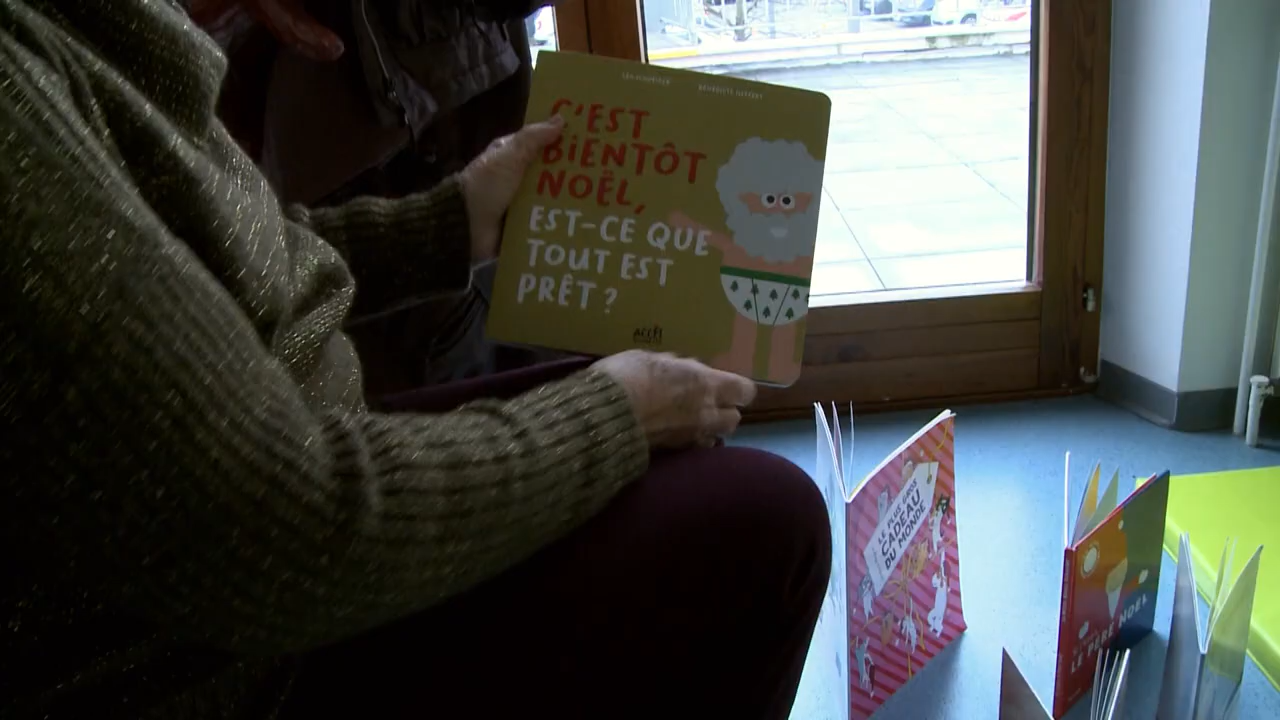 C'EST
BIENTÔT
NOËL,
EST-CE QUE
TOUT EST
PRÊT ?
LE PLUS GROS
CADEAU
DU MONDE
LE PÈRE NOËL